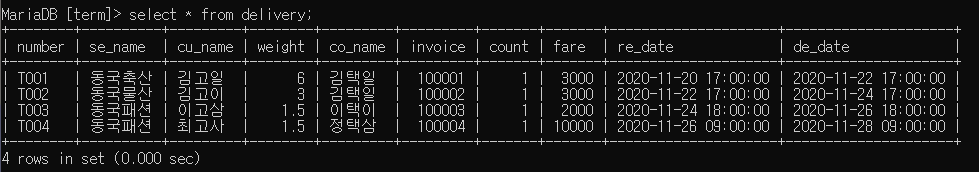 MariaDB [term]> select * from delivery;
+--------+----------+---------+--------+---------+---------+-------+-------+---------------------+---------------------+
| number | se_name | cu_name | weight | co_name | invoice | count | fare | re_date | de_date |
+--------+----------+---------+--------+---------+---------+-------+-------+---------------------+---------------------+
| T001 | 동국축산 | 김고일 | 6 | 김택일 | 100001 | 1 | 3000 | 2020-11-20 17:00:00 | 2020-11-22 17:00:00 |
| T002 | 동국물산 | 김고이 | 3 | 김택일 | 100002 | 1 | 3000 | 2020-11-22 17:00:00 | 2020-11-24 17:00:00 |
| T003 | 동국패션 | 이고삼 | 1.5 | 이택이 | 100003 | 1 | 2000 | 2020-11-24 18:00:00 | 2020-11-26 18:00:00 |
| T004 | 동국패션 | 최고사 | 1.5 | 정택삼 | 100004 | 1 | 10000 | 2020-11-26 09:00:00 | 2020-11-28 09:00:00 |
+--------+----------+---------+--------+---------+---------+-------+-------+---------------------+---------------------+
4 rows in set (0.000 sec)